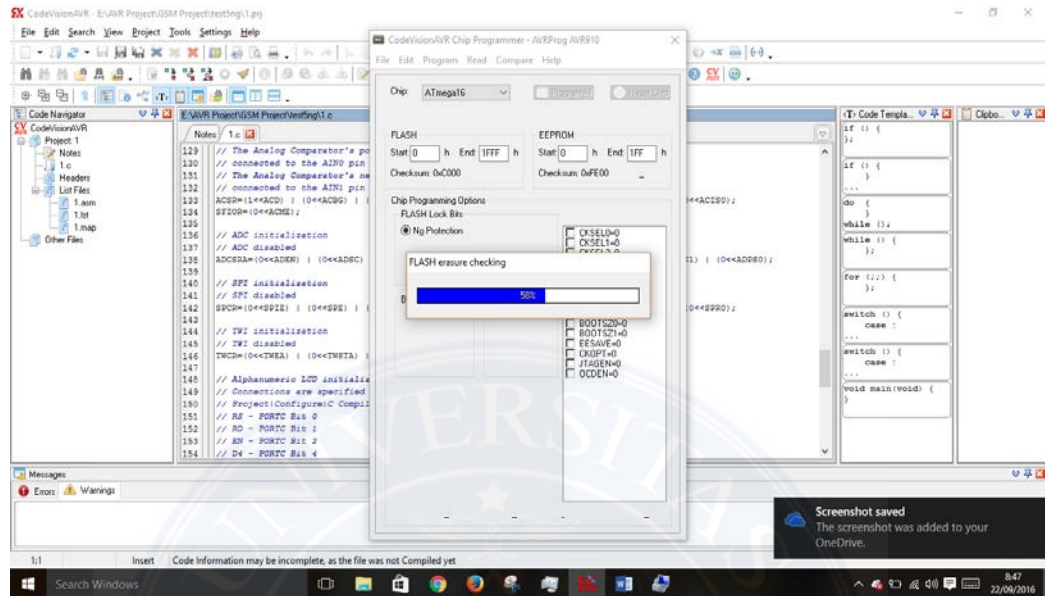 CodeVisionAVR - E:\AVR Project\GSM Project\test5ng\1.prj
File Edit Search View Project Tools Settings Help
Code Navigator
CodeVisionAVR
Project: 1
Notes
1.c
Headers
List Files
1.asm
1.lst
1.map
Other Files
E:\AVR Project\GSM Project\test5ng\1.c
Notes 1.c
129 // The Analog Comparator's po
130 // connected to the AIN0 pin
131 // The Analog Comparator's ne
132 // connected to the AIN1 pin
133 ACSR=(1<<ACD) | (0<<ACBG) | (
134 SFIOR=(0<<ACME);
135
136 // ADC initialization
137 // ADC disabled
138 ADCSRA=(0<<ADEN) | (0<<ADSC)
139
140 // SPI initialization
141 // SPI disabled
142 SPCR=(0<<SPIE) | (0<<SPE) | (
143
144 // TWI initialization
145 // TWI disabled
146 TWCR=(0<<TWEA) | (0<<TWSTA) |
147
148 // Alphanumeric LCD initializ
149 // Connections are specified
150 // Project|Configure|C Compil
151 // RS - PORTC Bit 0
152 // RD - PORTC Bit 1
153 // EN - PORTC Bit 2
154 // D4 - PORTC Bit 4
<<ACIS0);
1) | (0<<ADPS0);
0<<SPR0);
CodeVisionAVR Chip Programmer - AVRProg AVR910
File Edit Program Read Compare Help
Chip: ATmega16
Program All Reset Chip
FLASH
Start: 0 h End: 1FFF h
Checksum: 0xC000
EEPROM
Start: 0 h End: 1FF h
Checksum: 0xFE00
Chip Programming Options
FLASH Lock Bits
No Protection
CKSEL0=0
CKSEL1=0
FLASH erasure checking
58%
BOOTSZ0=0
BOOTSZ1=0
EESAVE=0
CKOPT=0
JTAGEN=0
OCDEN=0
Code Templa...
if () {
};
if () {
}
...
do {
}
while ();
while () {
};
for (;;) {
};
switch () {
case :
...
switch () {
case :
...
void main(void) {
}
Clipbo...
Messages
Errors Warnings
1:1 Insert Code Information may be incomplete, as the file was not Compiled yet
Screenshot saved
The screenshot was added to your
OneDrive.
Search Windows
8:47
22/09/2016
UNIVERSITAS